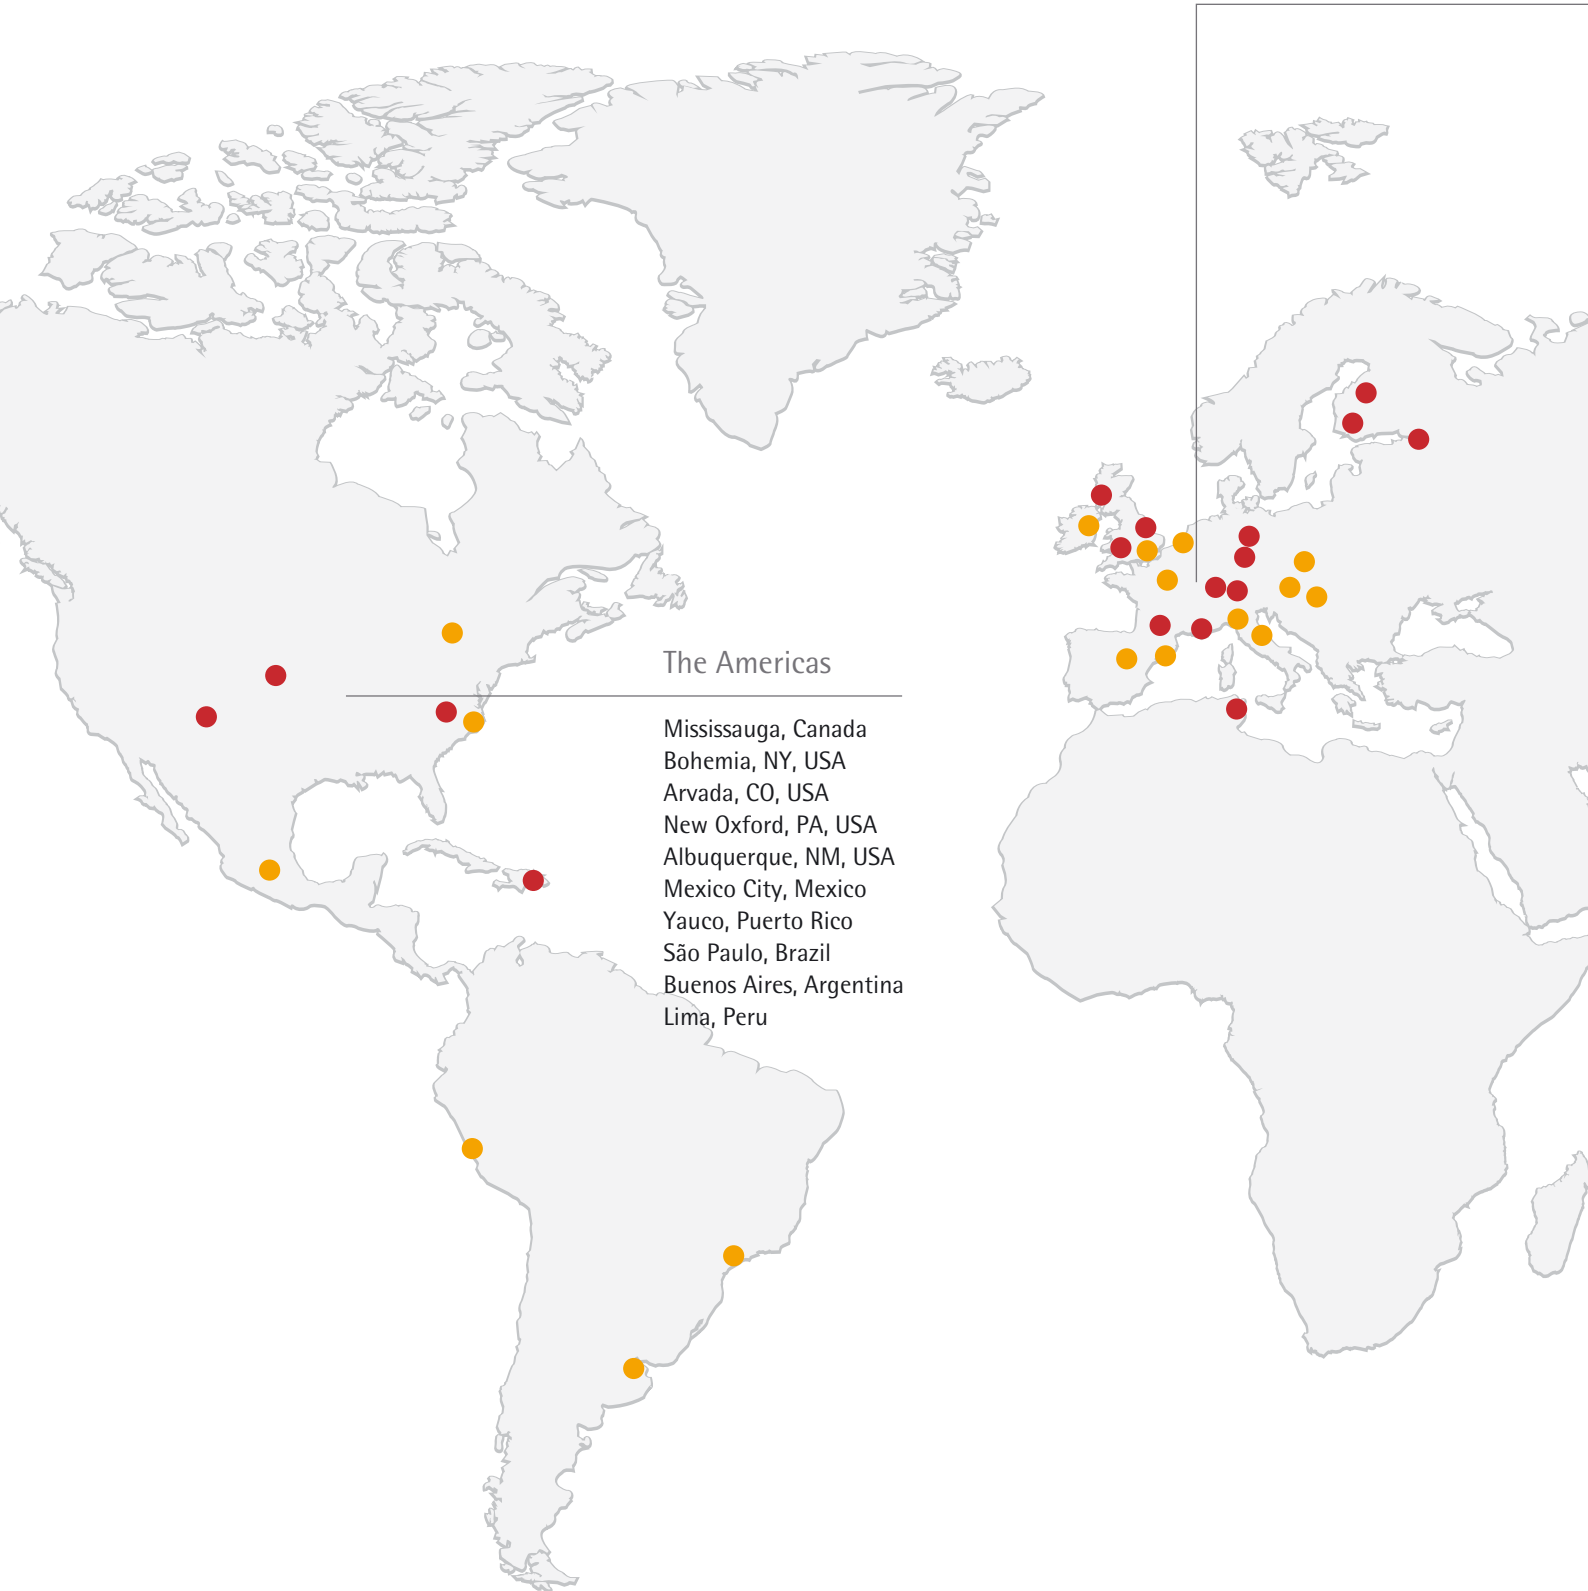 The Americas
Mississauga, Canada
Bohemia, NY, USA
Arvada, CO, USA
New Oxford, PA, USA
Albuquerque, NM, USA
Mexico City, Mexico
Yauco, Puerto Rico
São Paulo, Brazil
Buenos Aires, Argentina
Lima, Peru